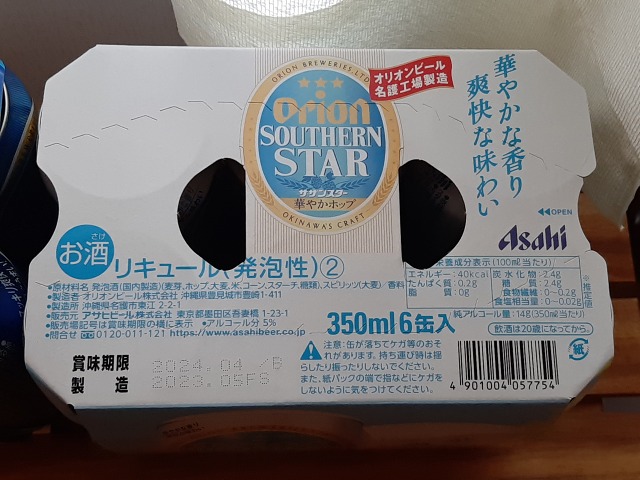 ORION BREWERIES, LTD.
オリオンビール
名護工場製造
Orion
SOUTHERN
STAR
サザンスター
華やかホップ
OKINAWAS CRAFT
華やかな香り
爽快な味わい
OPEN
Asahi
お酒
さけ
リキュール(発泡性)②
●原材料名 発泡酒(国内製造)(麦芽、ホップ、大麦、米、コーン、スターチ、糖類)、スピリッツ(大麦)/香料
●製造者:オリオンビール株式会社 沖縄県豊見城市豊崎1-411
●製造所 沖縄県名護市東江 2-2-1
●販売元 アサヒビール株式会社 東京都墨田区吾妻橋 1-23-1
●販売場記号は賞味期限の横に表示 ●アルコール分 5%
0120-011-121 https://www.asahibeer.co.jp
栄養成分表示(100ml当たり)
エネルギー:40kcal 炭水化物:2.4g
たんぱく質:0.2g 糖質:2.4g
脂質:0g 食物繊維:0~0.1g
食塩相当量:0~0.02g
※推定値
純アルコール量:14g(350ml当たり)
飲酒は20歳になってから。
350ml 6缶入
注意:缶が落ちてケガ等のおそ
れがあります。持ち運び時は揺
らしたり振ったりしないでください。
また、紙パックの端で指などにケガを
しないように気をつけてください。
紙
4 901004 057754
賞味期限 2024.04 /B
製造 2023.05FS